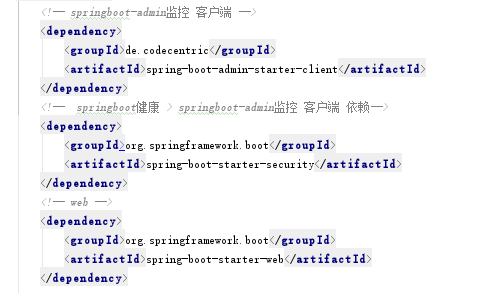 <!-- springboot-admin监控 客户端 -->
<dependency>
<groupId>de.codecentric</groupId>
<artifactId>spring-boot-admin-starter-client</artifactId>
</dependency>
<!-- springboot健康 > springboot-admin监控 客户端 依赖-->
<dependency>
<groupId>org.springframework.boot</groupId>
<artifactId>spring-boot-starter-security</artifactId>
</dependency>
<!-- web -->
<dependency>
<groupId>org.springframework.boot</groupId>
<artifactId>spring-boot-starter-web</artifactId>
</dependency>